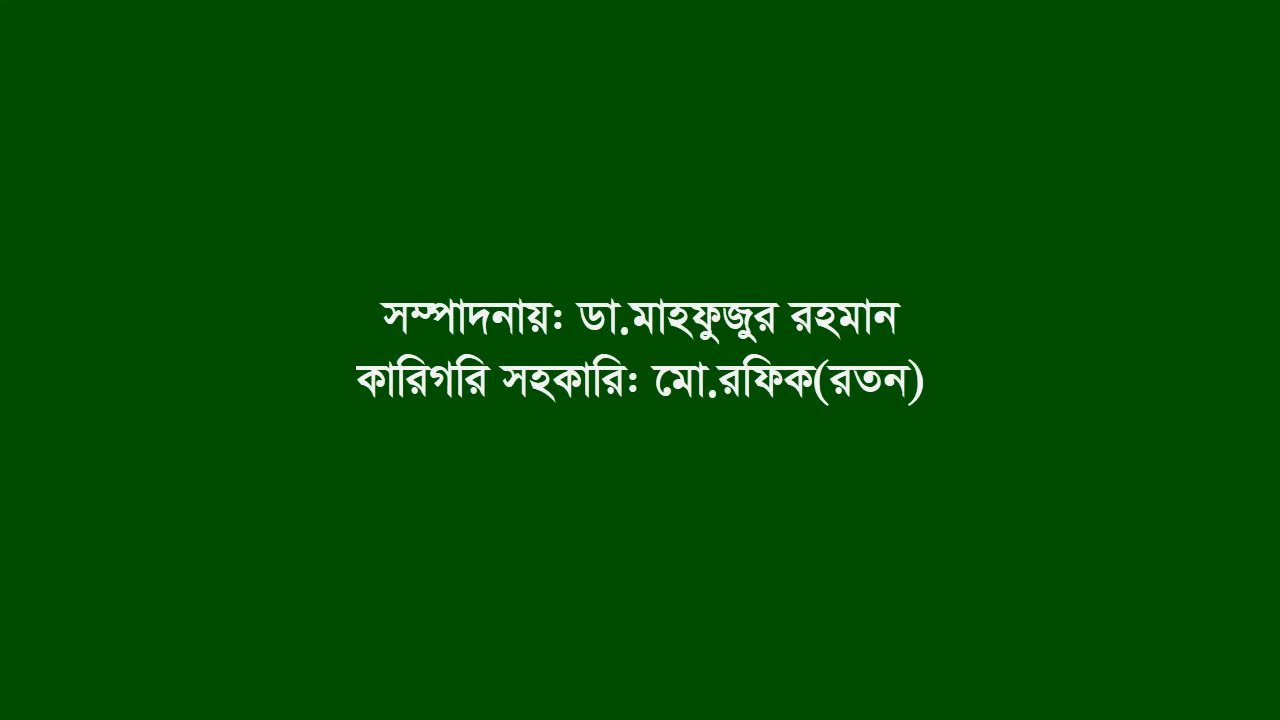 সম্পাদনায়: ডা.মাহফুজুর রহমান
কারিগরি সহকারি: মো.রফিক(রতন)